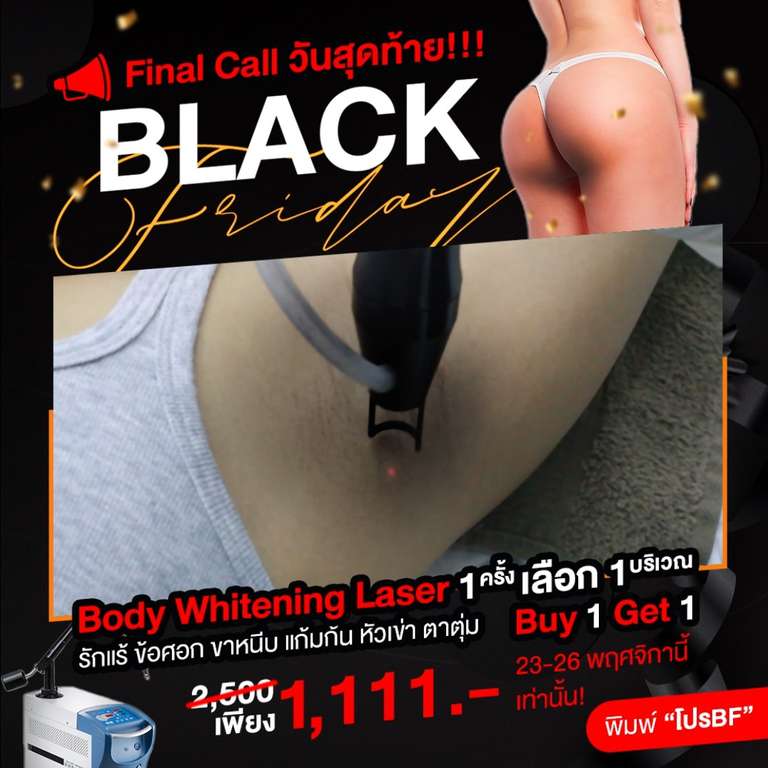 Final Call วันสุดท้าย!!!
BLACK
Friday
Body Whitening Laser 1 ครั้ง เลือก 1 บริเวณ
รักแร้ ข้อศอก ขาหนีบ แก้มก้น หัวเข่า ตาตุ่ม
Buy 1 Get 1
2,500
เพียง 1,111.-
23-26 พฤศจิกานี้
เท่านั้น!
พิมพ์ “โปรBF”